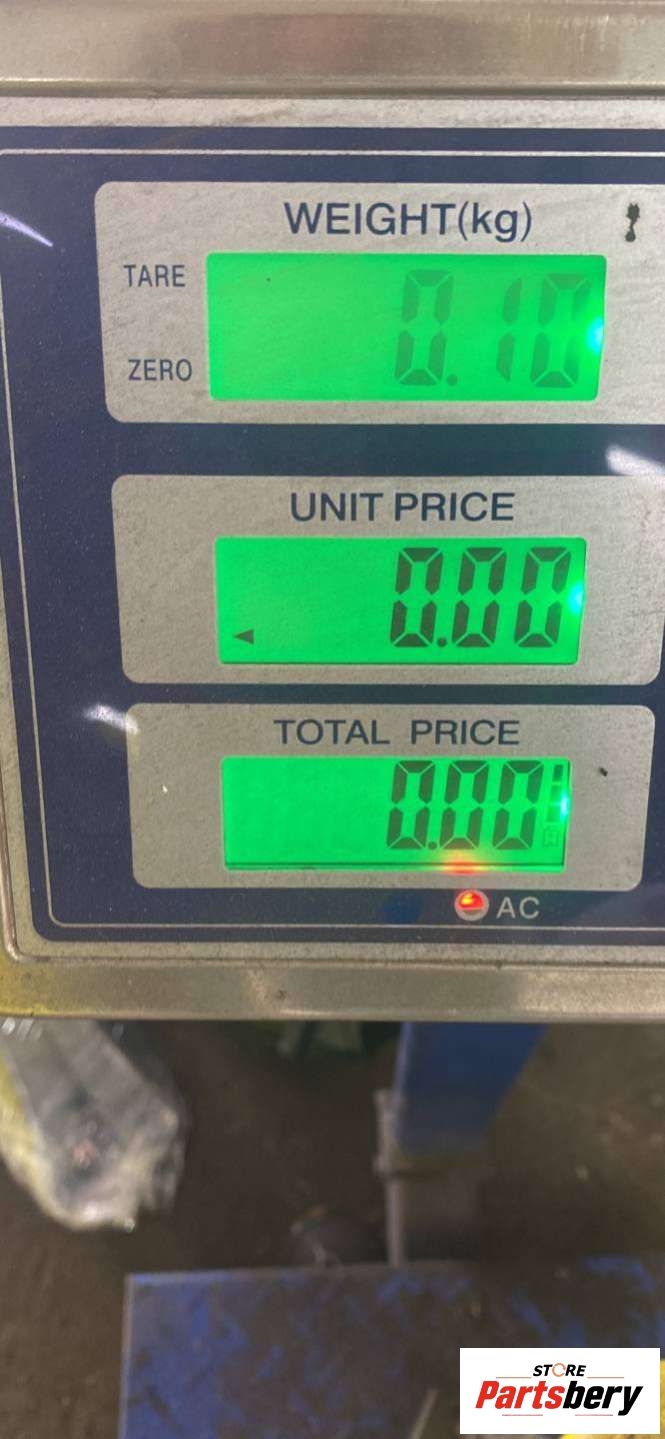 WEIGHT(kg)
TARE
0.10
ZERO
UNIT PRICE
0.00
TOTAL PRICE
0.00
AC
STORE
Partsbery